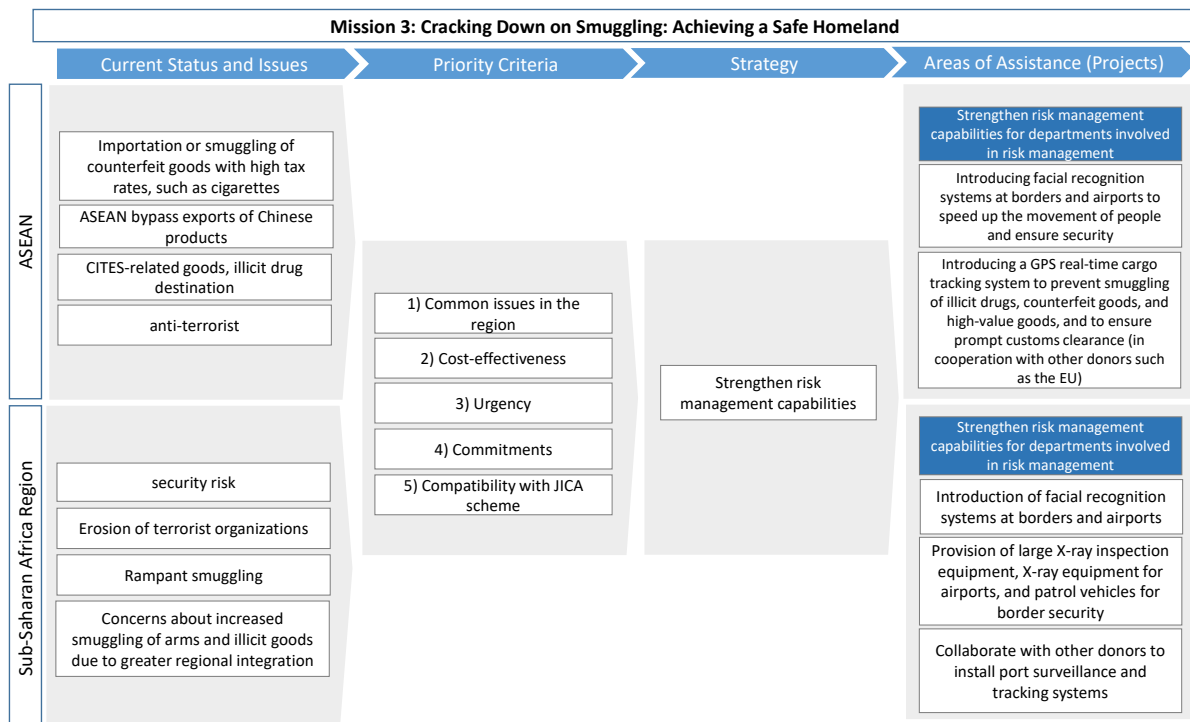 Mission 3: Cracking Down on Smuggling: Achieving a Safe Homeland
Current Status and Issues
Priority Criteria
Strategy
Areas of Assistance (Projects)
ASEAN
Importation or smuggling of
counterfeit goods with high tax
rates, such as cigarettes
ASEAN bypass exports of Chinese
products
CITES-related goods, illicit drug
destination
anti-terrorist
Sub-Saharan Africa Region
security risk
Erosion of terrorist organizations
Rampant smuggling
Concerns about increased
smuggling of arms and illicit goods
due to greater regional integration
1) Common issues in the
region
2) Cost-effectiveness
3) Urgency
4) Commitments
5) Compatibility with JICA
scheme
Strengthen risk
management capabilities
Strengthen risk management
capabilities for departments involved
in risk management
Introducing facial recognition
systems at borders and airports to
speed up the movement of people
and ensure security
Introducing a GPS real-time cargo
tracking system to prevent smuggling
of illicit drugs, counterfeit goods, and
high-value goods, and to ensure
prompt customs clearance (in
cooperation with other donors such
as the EU)
Strengthen risk management
capabilities for departments involved
in risk management
Introduction of facial recognition
systems at borders and airports
Provision of large X-ray inspection
equipment, X-ray equipment for
airports, and patrol vehicles for
border security
Collaborate with other donors to
install port surveillance and
tracking systems